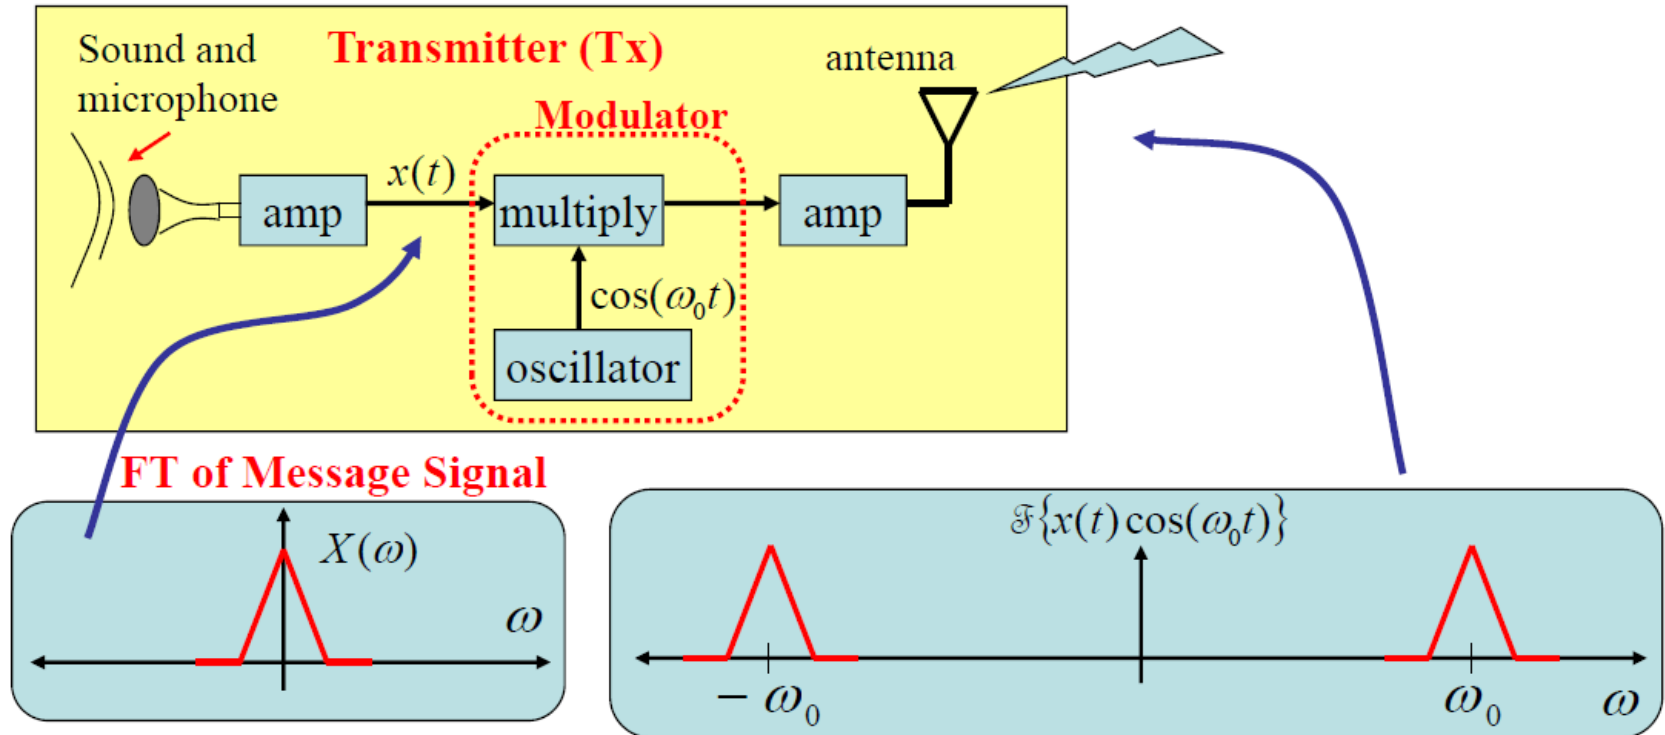 Sound and
microphone
Transmitter (Tx)
antenna
Modulator
x(t)
amp
multiply
amp
cos(ω₀t)
oscillator
FT of Message Signal
X(ω)
ω
ℱ{x(t)cos(ω₀t)}
−ω₀
ω₀
ω